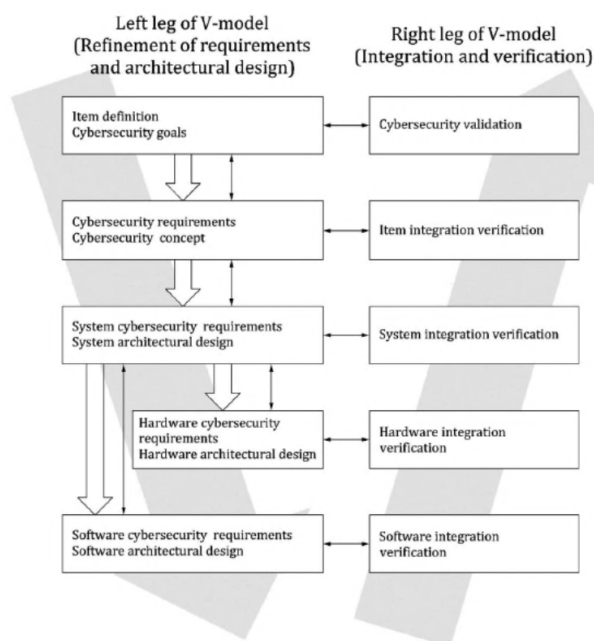 Left leg of V-model
(Refinement of requirements
and architectural design)
Right leg of V-model
(Integration and verification)
Item definition
Cybersecurity goals
Cybersecurity validation
Cybersecurity requirements
Cybersecurity concept
Item integration verification
System cybersecurity requirements
System architectural design
System integration verification
Hardware cybersecurity
requirements
Hardware architectural design
Hardware integration
verification
Software cybersecurity requirements
Software architectural design
Software integration
verification